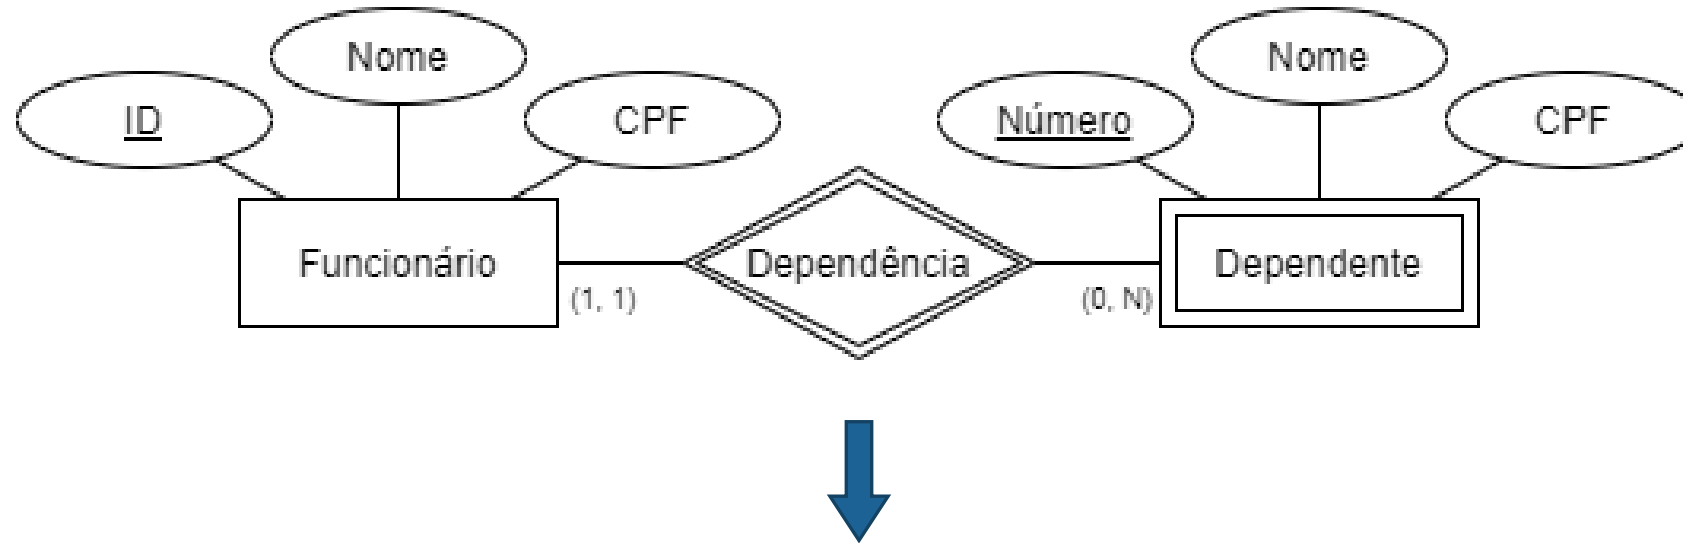 Nome
Nome
ID
CPF
Número
CPF
Funcionário
Dependência
Dependente
(1, 1)
(0, N)